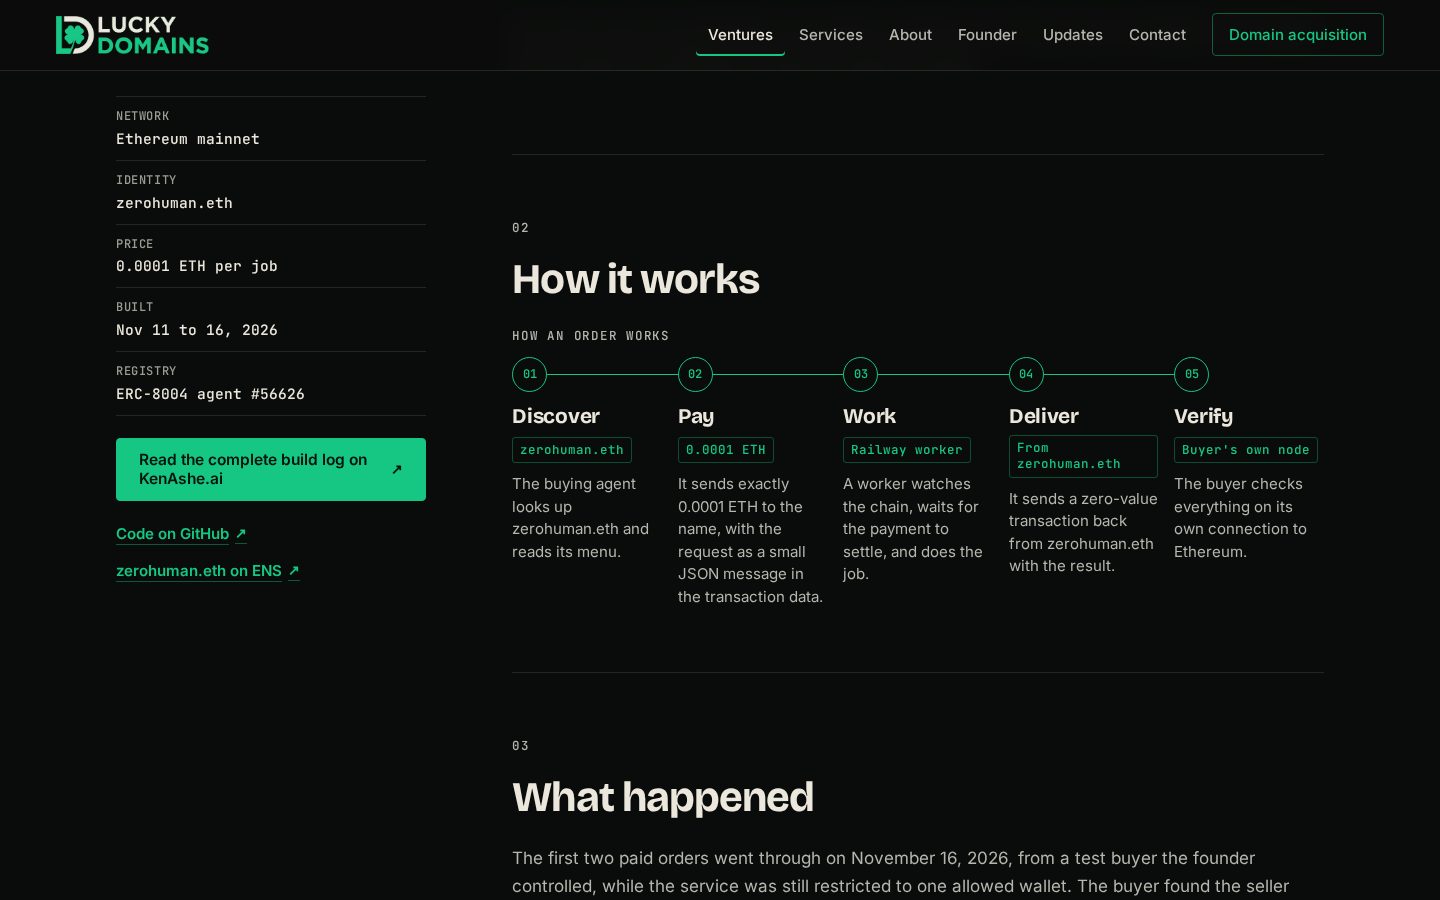 LUCKY
DOMAINS
Ventures
Services
About
Founder
Updates
Contact
Domain acquisition
NETWORK
Ethereum mainnet
IDENTITY
zerohuman.eth
PRICE
0.0001 ETH per job
BUILT
Nov 11 to 16, 2026
REGISTRY
ERC-8004 agent #56626
Read the complete build log on
KenAshe.ai ↗
Code on GitHub ↗
zerohuman.eth on ENS ↗
02
How it works
HOW AN ORDER WORKS
01
Discover
zerohuman.eth
The buying agent
looks up
zerohuman.eth and
reads its menu.
02
Pay
0.0001 ETH
It sends exactly
0.0001 ETH to the
name, with the
request as a small
JSON message in
the transaction data.
03
Work
Railway worker
A worker watches
the chain, waits for
the payment to
settle, and does the
job.
04
Deliver
From
zerohuman.eth
It sends a zero-value
transaction back
from zerohuman.eth
with the result.
05
Verify
Buyer's own node
The buyer checks
everything on its
own connection to
Ethereum.
03
What happened
The first two paid orders went through on November 16, 2026, from a test buyer the founder
controlled, while the service was still restricted to one allowed wallet. The buyer found the seller